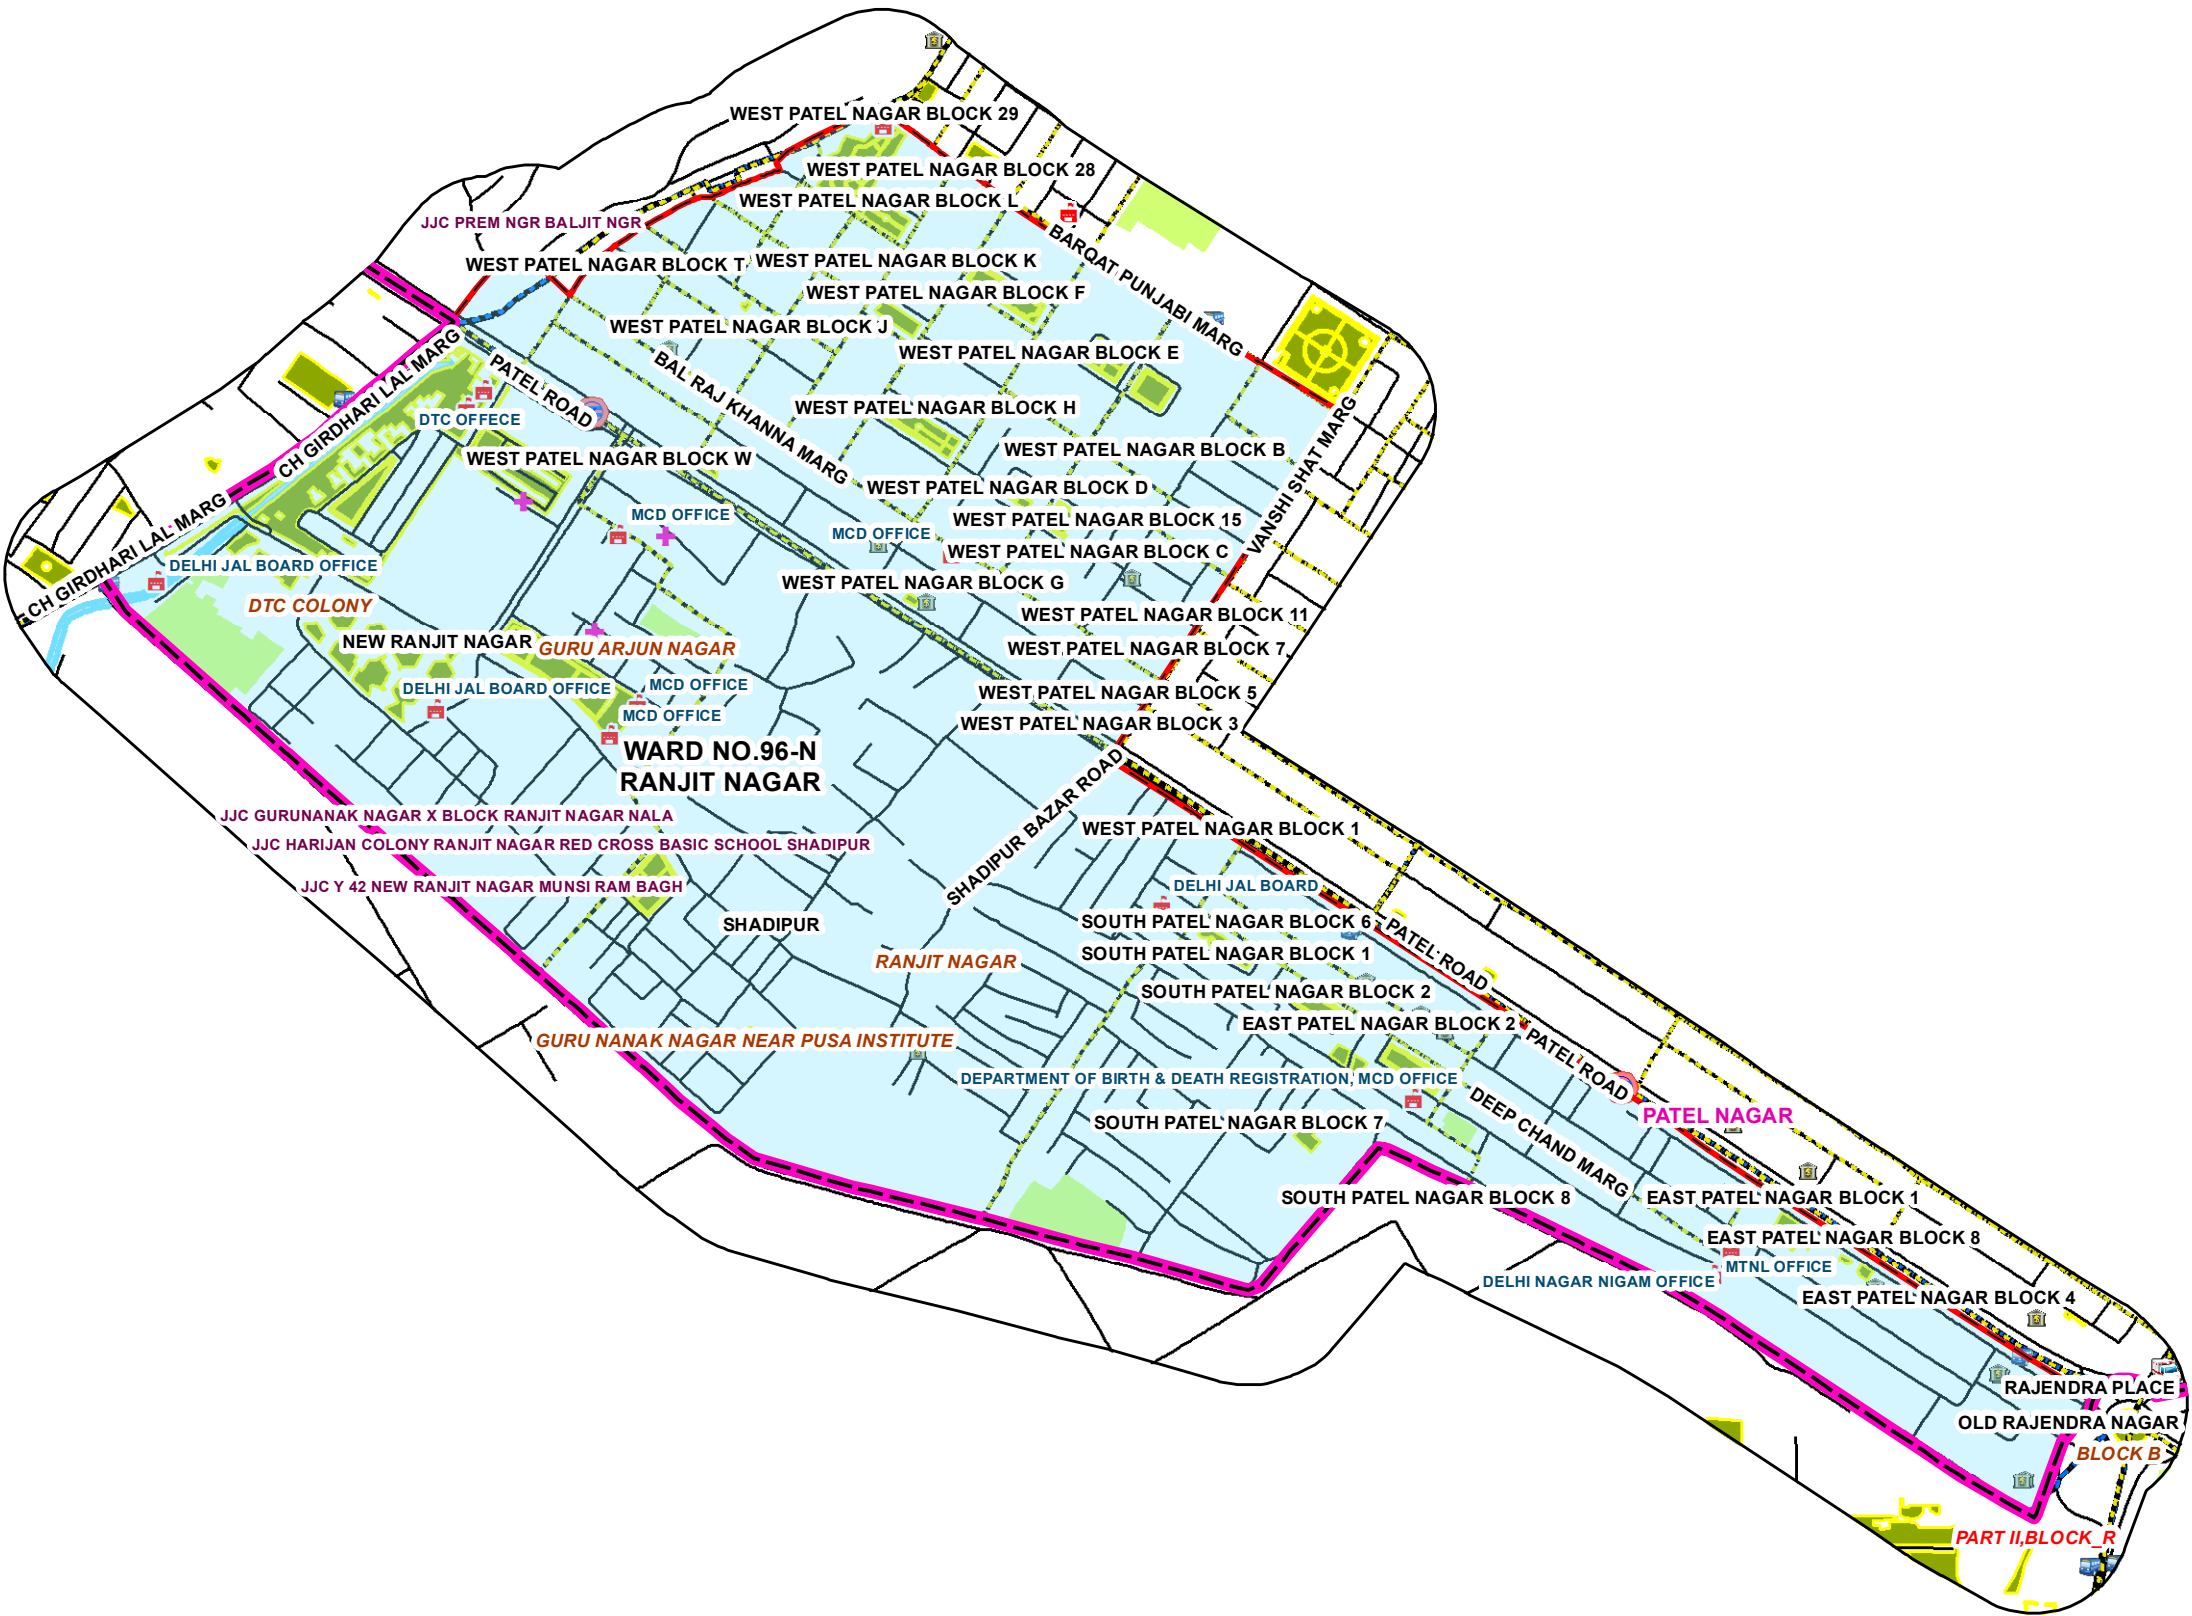 WEST PATEL NAGAR BLOCK 29
WEST PATEL NAGAR BLOCK 28
WEST PATEL NAGAR BLOCK L
JJC PREM NGR BALJIT NGR
BARQAT PUNJABI MARG
WEST PATEL NAGAR BLOCK T
WEST PATEL NAGAR BLOCK K
WEST PATEL NAGAR BLOCK F
WEST PATEL NAGAR BLOCK J
WEST PATEL NAGAR BLOCK E
CH GIRDHARI LAL MARG
PATEL ROAD
BAL RAJ KHANNA MARG
WEST PATEL NAGAR BLOCK H
DTC OFFECE
VANSHI SHAT MARG
WEST PATEL NAGAR BLOCK B
WEST PATEL NAGAR BLOCK W
WEST PATEL NAGAR BLOCK D
MCD OFFICE
WEST PATEL NAGAR BLOCK 15
MCD OFFICE
WEST PATEL NAGAR BLOCK C
CH GIRDHARI LAL MARG
DELHI JAL BOARD OFFICE
WEST PATEL NAGAR BLOCK G
DTC COLONY
WEST PATEL NAGAR BLOCK 11
NEW RANJIT NAGAR
GURU ARJUN NAGAR
WEST PATEL NAGAR BLOCK 7
DELHI JAL BOARD OFFICE
MCD OFFICE
WEST PATEL NAGAR BLOCK 5
MCD OFFICE
WEST PATEL NAGAR BLOCK 3
WARD NO.96-N
RANJIT NAGAR
SHADIPUR BAZAR ROAD
JJC GURUNANAK NAGAR X BLOCK RANJIT NAGAR NALA
WEST PATEL NAGAR BLOCK 1
JJC HARIJAN COLONY RANJIT NAGAR RED CROSS BASIC SCHOOL SHADIPUR
JJC Y 42 NEW RANJIT NAGAR MUNSI RAM BAGH
DELHI JAL BOARD
SHADIPUR
SOUTH PATEL NAGAR BLOCK 6
PATEL ROAD
SOUTH PATEL NAGAR BLOCK 1
RANJIT NAGAR
SOUTH PATEL NAGAR BLOCK 2
EAST PATEL NAGAR BLOCK 2
GURU NANAK NAGAR NEAR PUSA INSTITUTE
PATEL ROAD
DEPARTMENT OF BIRTH & DEATH REGISTRATION, MCD OFFICE
PATEL NAGAR
SOUTH PATEL NAGAR BLOCK 7
DEEP CHAND MARG
SOUTH PATEL NAGAR BLOCK 8
EAST PATEL NAGAR BLOCK 1
EAST PATEL NAGAR BLOCK 8
MTNL OFFICE
DELHI NAGAR NIGAM OFFICE
EAST PATEL NAGAR BLOCK 4
RAJENDRA PLACE
OLD RAJENDRA NAGAR
BLOCK B
PART II,BLOCK_R